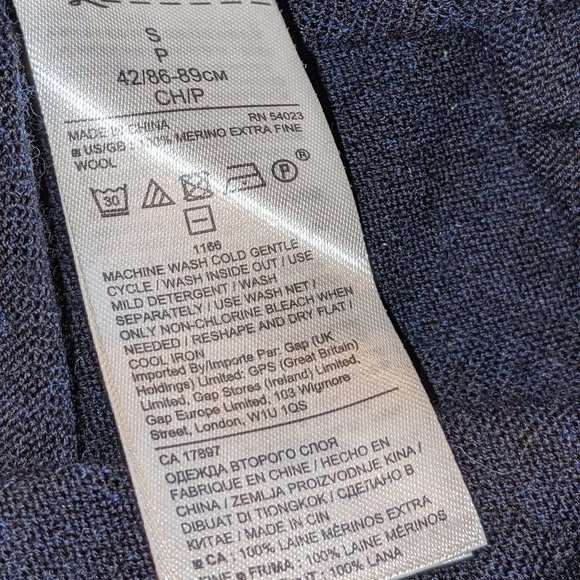 S
P
42/86-89CM
CH/P
MADE IN CHINA RN 54023
US/GB : 100% MERINO EXTRA FINE
WOOL
30 P ®
1166
MACHINE WASH COLD GENTLE
CYCLE / WASH INSIDE OUT / USE
MILD DETERGENT / WASH
SEPARATELY / USE WASH NET /
ONLY NON-CHLORINE BLEACH WHEN
NEEDED / RESHAPE AND DRY FLAT /
COOL IRON
Imported By/Imports Par: Gap (UK
Holdings) Limited: GPS (Great Britain)
Limited, Gap Stores (Ireland) Limited.
Gap Europe Limited, 103 Wigmore
Street, London, W1U 1QS
CA 17897
ОДЕЖДА ВТОРОГО СЛОЯ
FABRIQUE EN CHINE / HECHO EN
CHINA / ZEMLJA PROIZVODNJE KINA /
DIBUAT DI TIONGKOK / СДЕЛАНО В
КИТАЕ / MADE IN CIN
CA : 100% LAINE MÉRINOS EXTRA
FINE FR/MA : 100% LAINE MÉRINOS
100% LANA